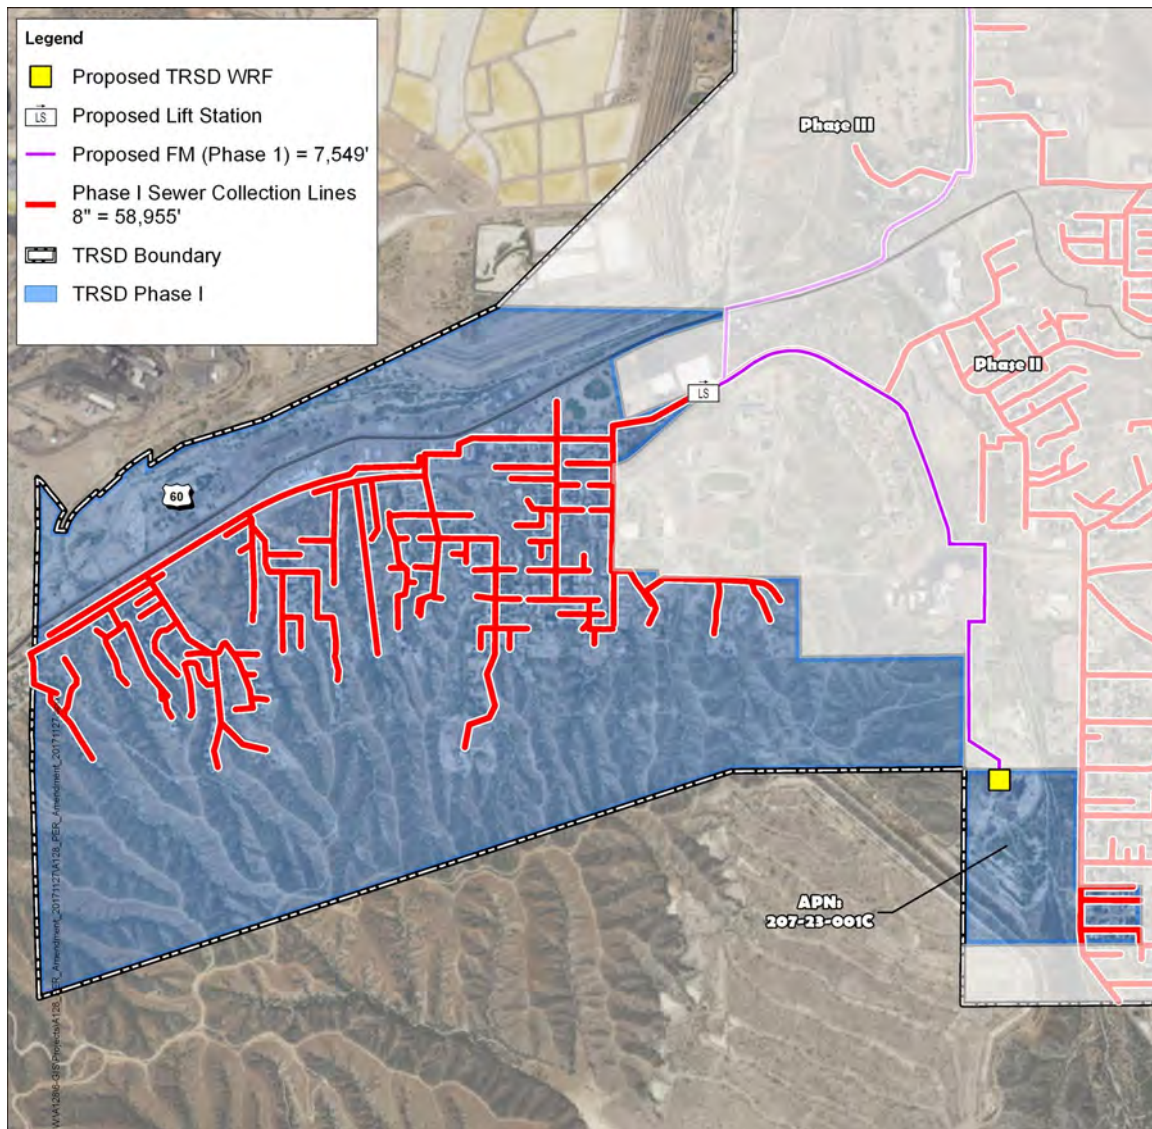 Legend
Proposed TRSD WRF
LS
Proposed Lift Station
Proposed FM (Phase 1) = 7,549'
Phase I Sewer Collection Lines
8" = 58,955'
TRSD Boundary
TRSD Phase I
Phase III
Phase II
LS
60
APN:
207-23-001C